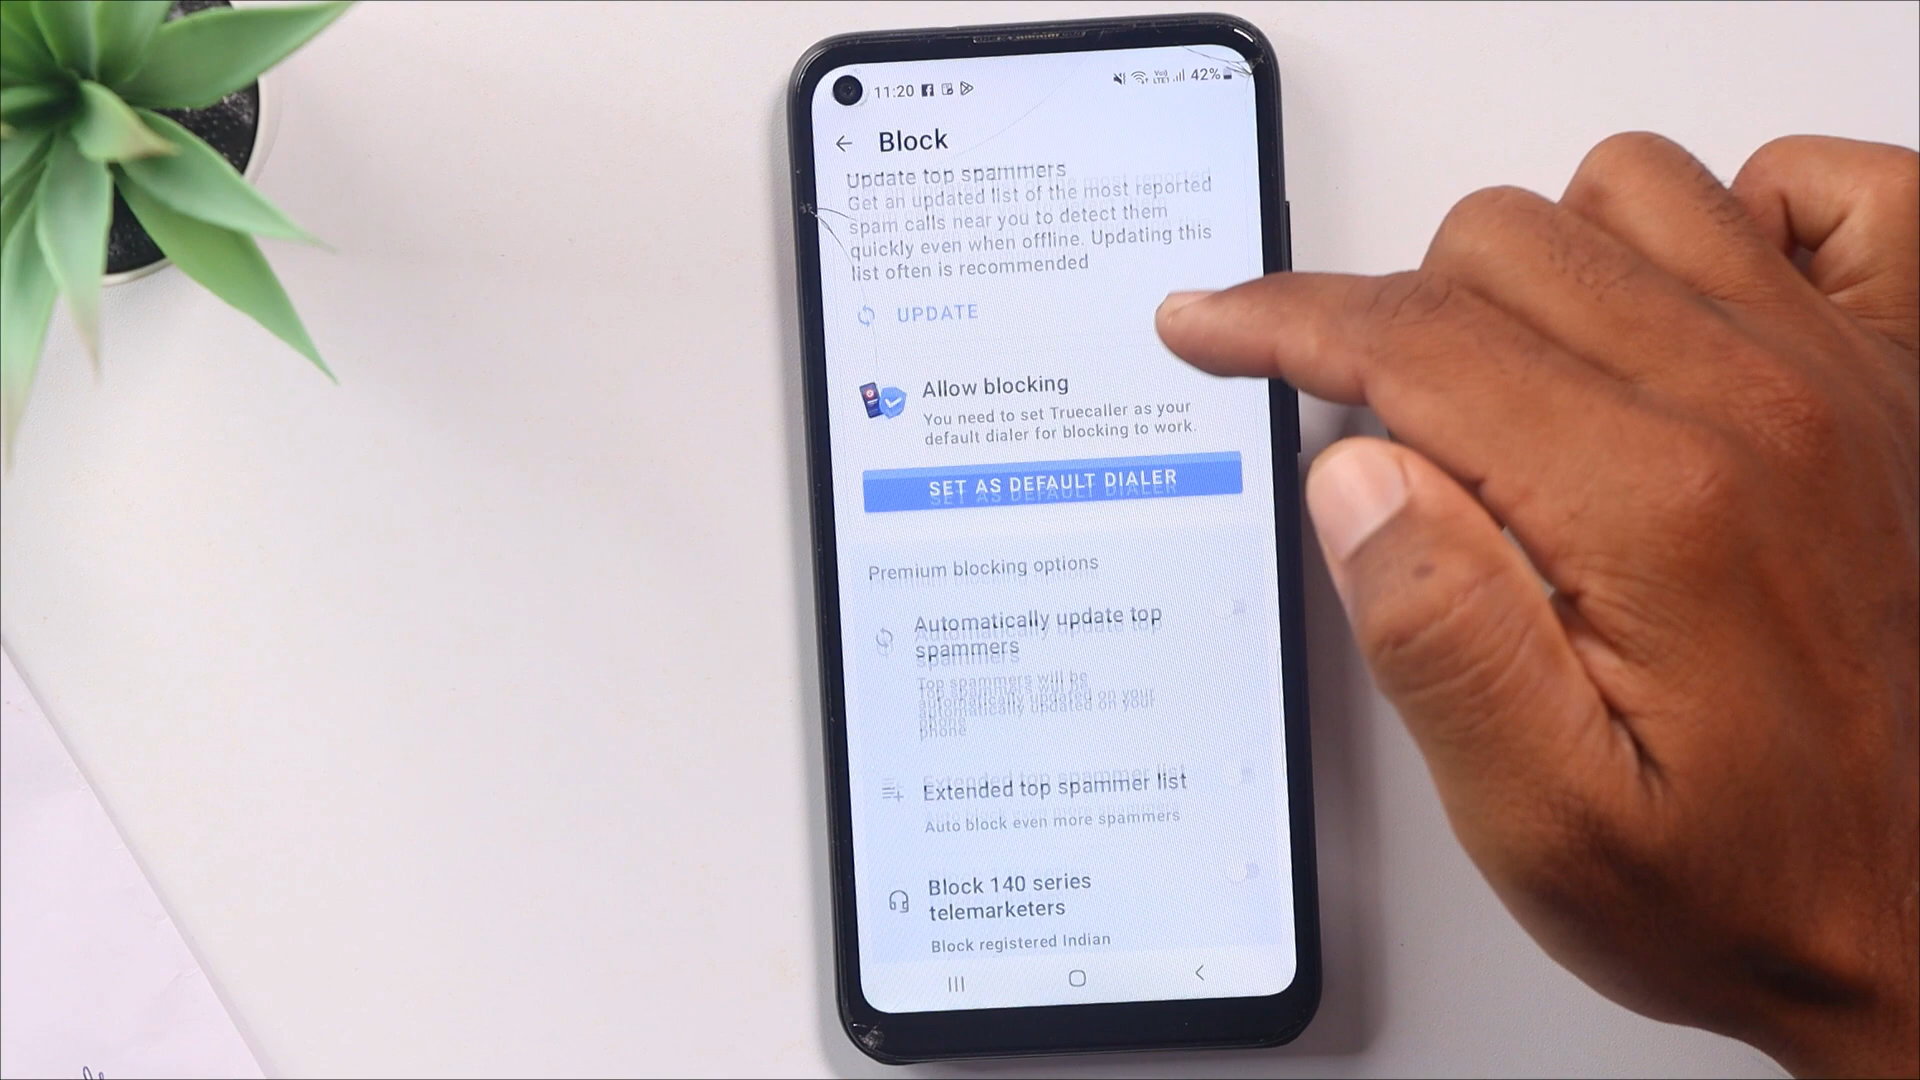 11:20
Vo)) LTE1 42%
Block
Update top spammers
Get an updated list of the most reported
spam calls near you to detect them
quickly even when offline. Updating this
list often is recommended
UPDATE
Allow blocking
You need to set Truecaller as your
default dialer for blocking to work.
SET AS DEFAULT DIALER
Premium blocking options
Automatically update top
spammers
Top spammers will be
automatically updated on your
phone
Extended top spammer list
Auto block even more spammers
Block 140 series
telemarketers
Block registered Indian